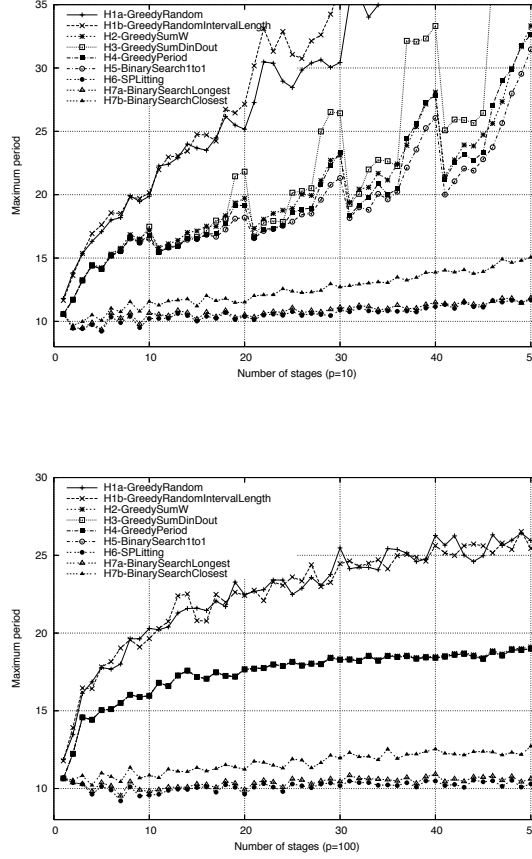 35
30
25
20
15
10
Maximum period
H1a-GreedyRandom
H1b-GreedyRandomIntervalLength
H2-GreedySumW
H3-GreedySumDinDout
H4-GreedyPeriod
H5-BinarySearch1to1
H6-SPLitting
H7a-BinarySearchLongest
H7b-BinarySearchClosest
0 10 20 30 40 50
Number of stages (p=10)
30
25
20
15
10
Maximum period
H1a-GreedyRandom
H1b-GreedyRandomIntervalLength
H2-GreedySumW
H3-GreedySumDinDout
H4-GreedyPeriod
H5-BinarySearch1to1
H6-SPLitting
H7a-BinarySearchLongest
H7b-BinarySearchClosest
0 10 20 30 40 50
Number of stages (p=100)